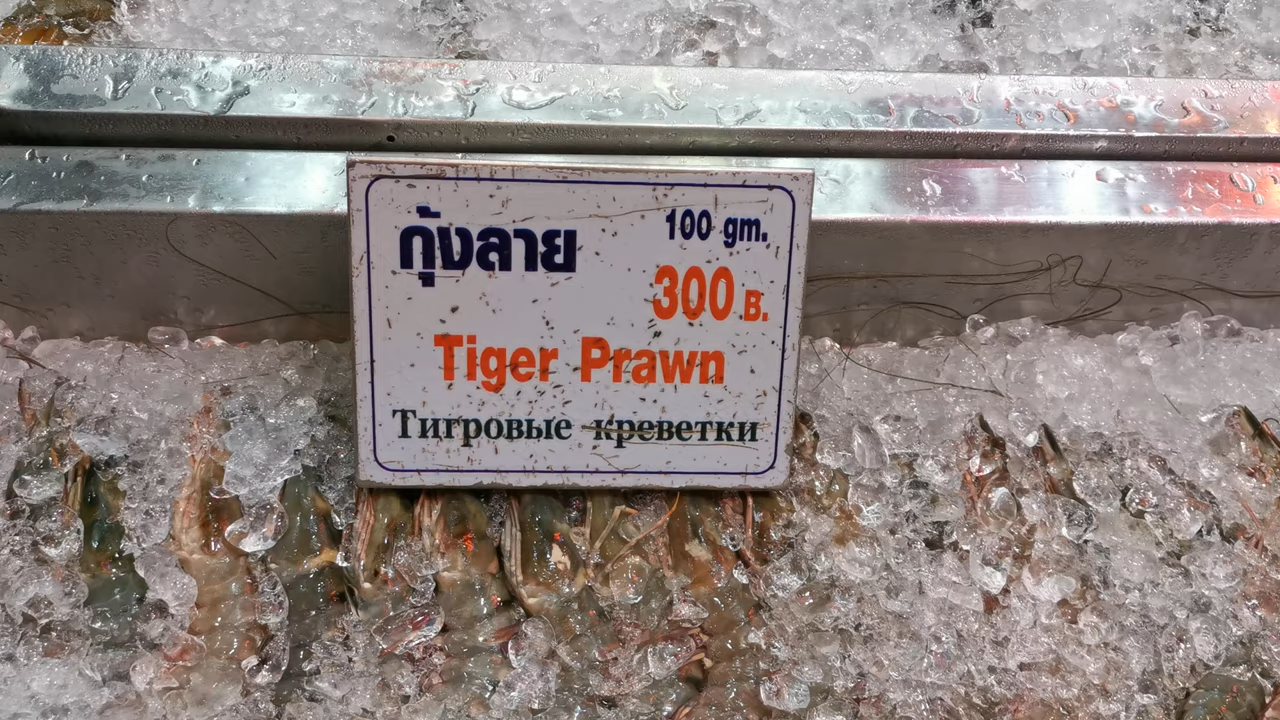 กุ้งลาย 100 gm.
300 B.
Tiger Prawn
Тигровые креветки